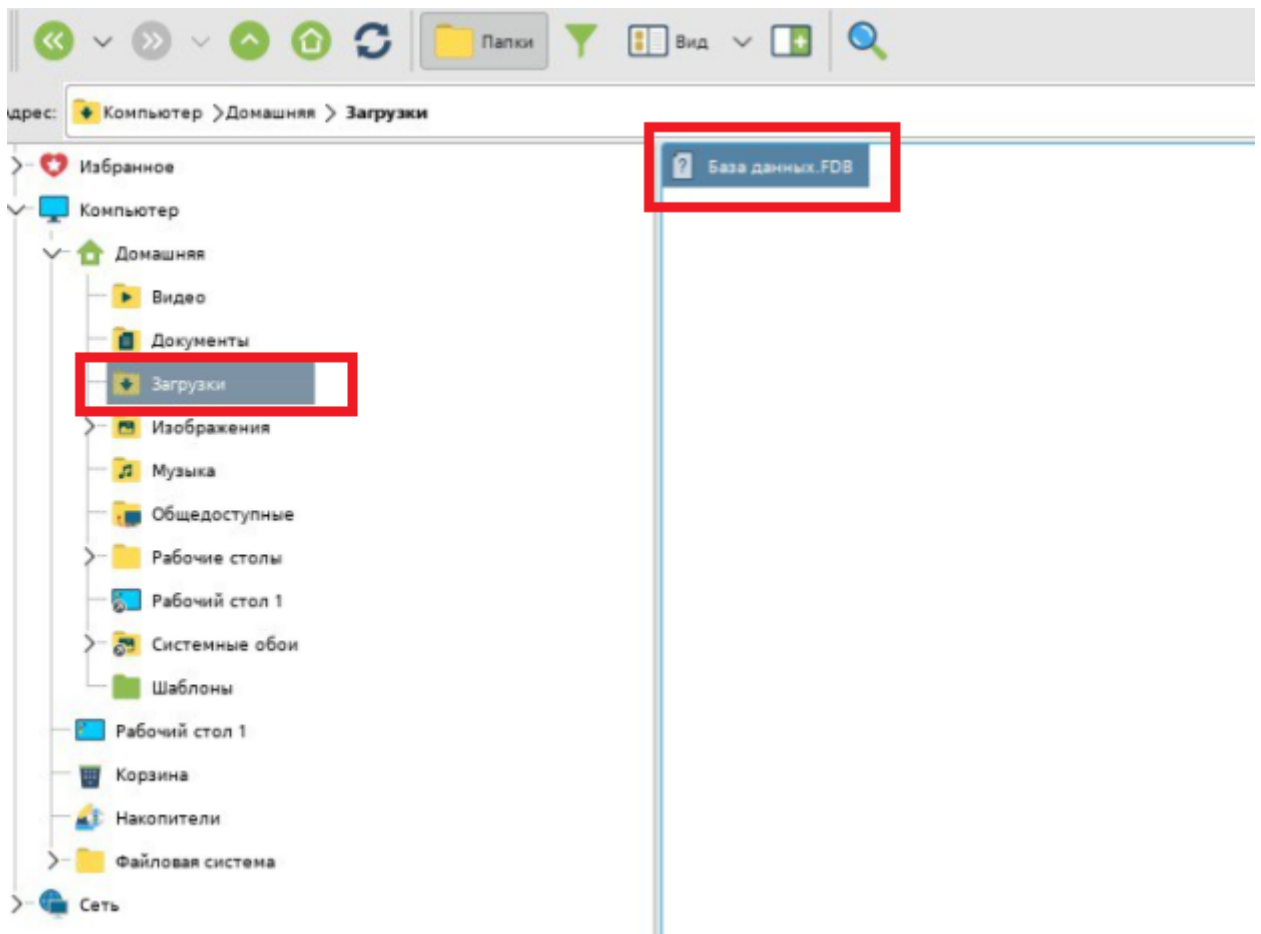 Папки
Вид
дрес: Компьютер > Домашняя > Загрузки
Избранное
База данных.FDB
Компьютер
Домашняя
Видео
Документы
Загрузки
Изображения
Музыка
Общедоступные
Рабочие столы
Рабочий стол 1
Системные обои
Шаблоны
Рабочий стол 1
Корзина
Накопители
Файловая система
Сеть